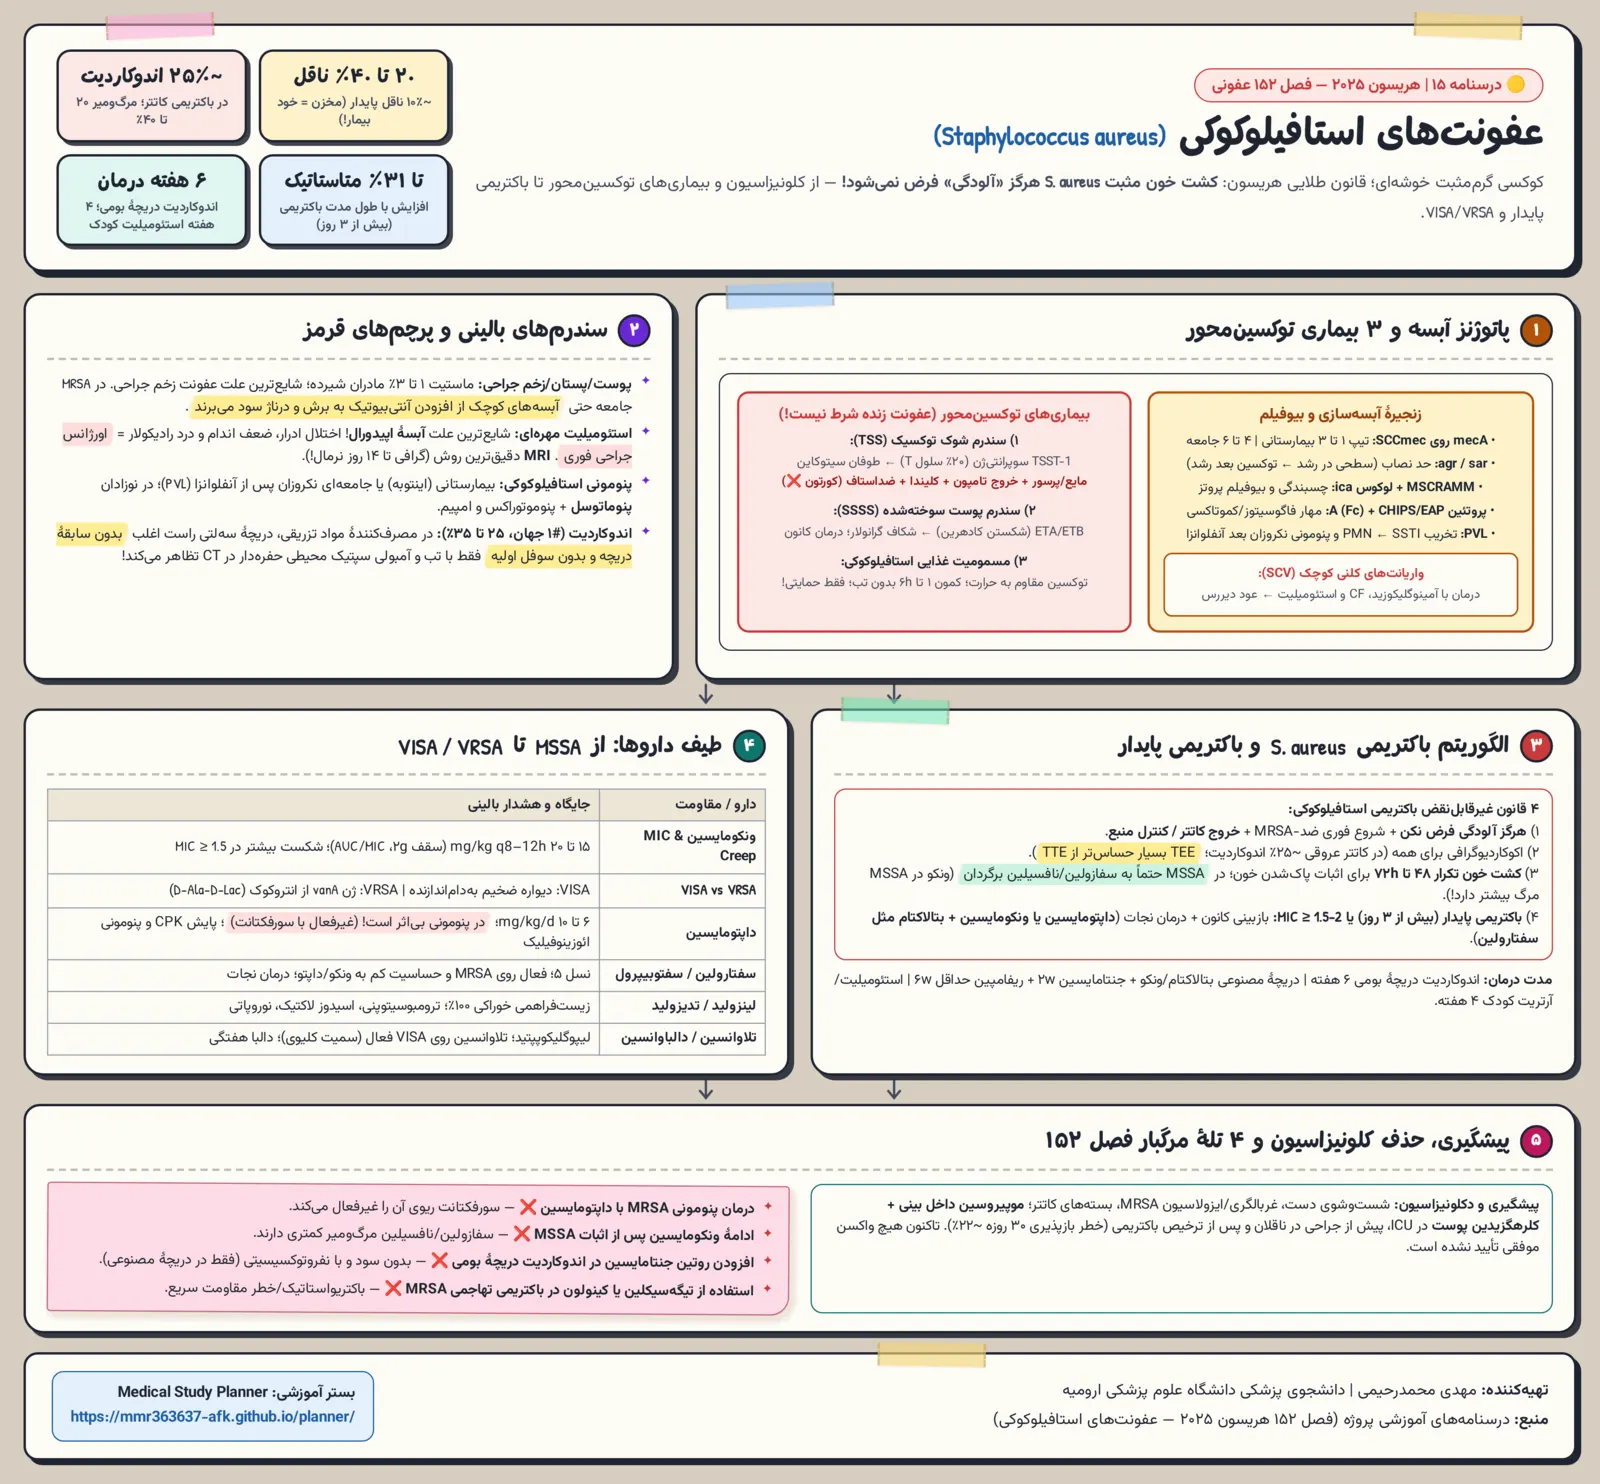 🟡 درسنامه ۱۵ | هریسون ۲۰۲۵ — فصل ۱۵۲ عفونی
عفونت‌های استافیلوکوکی (Staphylococcus aureus)
کوکسی گرم‌مثبت خوشه‌ای؛ قانون طلایی هریسون: کشت خون مثبت S. aureus هرگز «آلودگی» فرض نمی‌شود! — از کلونیزاسیون و بیماری‌های توکسین‌محور تا باکتریمی
پایدار و VISA/VRSA.
۲۰ تا ۴۰٪ ناقل
~۱۰٪ ناقل پایدار (مخزن = خود
بیمار!)
~۲۵٪ اندوکاردیت
در باکتریمی کاتتر؛ مرگ‌ومیر ۲۰
تا ۴۰٪
تا ۳۱٪ متاستاتیک
افزایش با طول مدت باکتریمی
(بیش از ۳ روز)
۶ هفته درمان
اندوکاردیت دریچهٔ بومی؛ ۴
هفته استئومیلیت کودک
۱ پاتوژنز آبسه و ۳ بیماری توکسین‌محور
زنجیرهٔ آبسه‌سازی و بیوفیلم
• mecA روی SCCmec: تیپ ۱ تا ۳ بیمارستانی | ۴ تا ۶ جامعه
• agr / sar: حد نصاب (سطحی در رشد ← توکسین بعد رشد)
• MSCRAMM + لوکوس ica: چسبندگی و بیوفیلم پروتز
• پروتئین A (Fc) + CHIPS/EAP: مهار فاگوسیتوز/کموتاکسی
• PVL: تخریب PMN ← SSTI و پنومونی نکروزان بعد آنفلوانزا
واریانت‌های کلنی کوچک (SCV):
درمان با آمینوگلیکوزید، CF و استئومیلیت ← عود دیررس
بیماری‌های توکسین‌محور (عفونت زنده شرط نیست!)
۱) سندرم شوک توکسیک (TSS):
TSST-1 سوپرانتی‌ژن (۲۰٪ سلول T) ← طوفان سیتوکاین
مایع/پرسور + خروج تامپون + کلیندا + ضداستاف (کورتون ❌)
۲) سندرم پوست سوخته‌شده (SSSS):
ETA/ETB (شکستن کادهرین) ← شکاف گرانولار؛ درمان کانون
۳) مسمومیت غذایی استافیلوکوکی:
توکسین مقاوم به حرارت؛ کمون ۱ تا ۶h بدون تب؛ فقط حمایتی!
۲ سندرم‌های بالینی و پرچم‌های قرمز
✦ پوست/پستان/زخم جراحی: ماستیت ۱ تا ۳٪ مادران شیرده؛ شایع‌ترین علت عفونت زخم جراحی. در MRSA
جامعه حتی آبسه‌های کوچک از افزودن آنتی‌بیوتیک به برش و درناژ سود می‌برند.
✦ استئومیلیت مهره‌ای: شایع‌ترین علت آبسهٔ اپیدورال! اختلال ادرار، ضعف اندام و درد رادیکولار = اورژانس
جراحی فوری. MRI دقیق‌ترین روش (گرافی تا ۱۴ روز نرمال!).
✦ پنومونی استافیلوکوکی: بیمارستانی (اینتوبه) یا جامعه‌ای نکروزان پس از آنفلوانزا (PVL)؛ در نوزادان
پنوماتوسل + پنوموتوراکس و امپیم.
✦ اندوکاردیت (#۱ جهان، ۲۵ تا ۳۵٪): در مصرف‌کنندهٔ مواد تزریقی، دریچهٔ سه‌لتی راست اغلب بدون سابقهٔ
دریچه و بدون سوفل اولیه فقط با تب و آمبولی سپتیک محیطی حفره‌دار در CT تظاهر می‌کند!
۳ الگوریتم باکتریمی S. aureus و باکتریمی پایدار
۴ قانون غیرقابل‌نقض باکتریمی استافیلوکوکی:
۱) هرگز آلودگی فرض نکن + شروع فوری ضد-MRSA + خروج کاتتر / کنترل منبع.
۲) اکوکاردیوگرافی برای همه (در کاتتر عروقی ~۲۵٪ اندوکاردیت؛ TEE بسیار حساس‌تر از TTE).
۳) کشت خون تکرار ۴۸ تا ۷۲h برای اثبات پاک‌شدن خون؛ در MSSA حتماً به سفازولین/نافسیلین برگردان (ونکو در MSSA
مرگ بیشتر دارد!).
۴) باکتریمی پایدار (بیش از ۳ روز) یا MIC ≥ 1.5–2: بازبینی کانون + درمان نجات (داپتومایسین یا ونکومایسین + بتالاکتام مثل
سفتارولین).
مدت درمان: اندوکاردیت دریچهٔ بومی ۶ هفته | دریچهٔ مصنوعی بتالاکتام/ونکو + جنتامایسین ۲w + ریفامپین حداقل ۶w | استئومیلیت/
آرتریت کودک ۴ هفته.
۴ طیف داروها: از MSSA تا VISA / VRSA
دارو / مقاومت | جایگاه و هشدار بالینی
ونکومایسین & MIC Creep | ۱۵ تا ۲۰ mg/kg q8–12h (سقف ۲g، AUC/MIC)؛ شکست بیشتر در MIC ≥ 1.5
VISA vs VRSA | VISA: دیواره ضخیم به‌دام‌اندازنده | VRSA: ژن vanA از انتروکوک (D-Ala-D-Lac)
داپتومایسین | ۶ تا ۱۰ mg/kg/d؛ در پنومونی بی‌اثر است! (غیرفعال با سورفکتانت)؛ پایش CPK و پنومونی
ائوزینوفیلیک
سفتارولین / سفتوبیپرول | نسل ۵؛ فعال روی MRSA و حساسیت کم به ونکو/داپتو؛ درمان نجات
لینزولید / تدیزولید | زیست‌فراهمی خوراکی ۱۰۰٪؛ ترومبوسیتوپنی، اسیدوز لاکتیک، نوروپاتی
تلاوانسین / دالباوانسین | لیپوگلیکوپپتید؛ تلاوانسین روی VISA فعال (سمیت کلیوی)؛ دالبا هفتگی
۵ پیشگیری، حذف کلونیزاسیون و ۴ تلهٔ مرگبار فصل ۱۵۲
پیشگیری و دکلونیزاسیون: شست‌وشوی دست، غربالگری/ایزولاسیون MRSA، بسته‌های کاتتر؛ موپیروسین داخل بینی +
کلرهگزیدین پوست در ICU، پیش از جراحی در ناقلان و پس از ترخیص باکتریمی (خطر بازپذیری ۳۰ روزه ~۲۲٪). تاکنون هیچ واکسن
موفقی تأیید نشده است.
✦ درمان پنومونی MRSA با داپتومایسین ❌ — سورفکتانت ریوی آن را غیرفعال می‌کند.
✦ ادامهٔ ونکومایسین پس از اثبات MSSA ❌ — سفازولین/نافسیلین مرگ‌ومیر کمتری دارند.
✦ افزودن روتین جنتامایسین در اندوکاردیت دریچهٔ بومی ❌ — بدون سود و با نفروتوکسیسیتی (فقط در دریچهٔ مصنوعی).
✦ استفاده از تیگه‌سیکلین یا کینولون در باکتریمی تهاجمی MRSA ❌ — باکتریواستاتیک/خطر مقاومت سریع.
تهیه‌کننده: مهدی محمدرحیمی | دانشجوی پزشکی دانشگاه علوم پزشکی ارومیه
منبع: درسنامه‌های آموزشی پروژه (فصل ۱۵۲ هریسون ۲۰۲۵ — عفونت‌های استافیلوکوکی)
بستر آموزشی: Medical Study Planner
https://mmr363637-afk.github.io/planner/